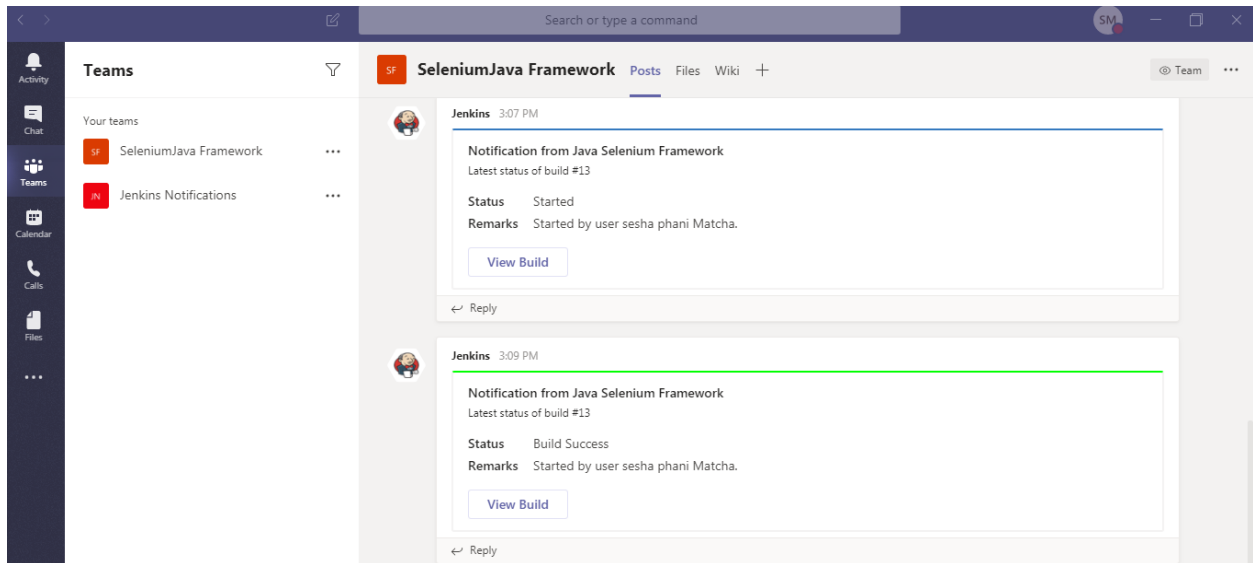 Search or type a command
SM
Activity
Chat
Teams
Calendar
Calls
Files
Teams
Your teams
SF SeleniumJava Framework
JN Jenkins Notifications
SF SeleniumJava Framework Posts Files Wiki
Team
Jenkins 3:07 PM
Notification from Java Selenium Framework
Latest status of build #13
Status Started
Remarks Started by user sesha phani Matcha.
View Build
Reply
Jenkins 3:09 PM
Notification from Java Selenium Framework
Latest status of build #13
Status Build Success
Remarks Started by user sesha phani Matcha.
View Build
Reply